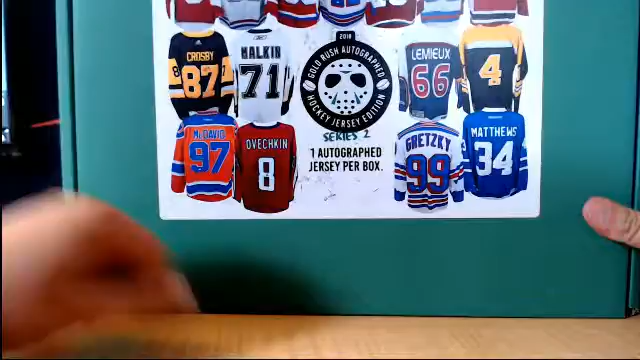 CROSBY
87
MALKIN
71
2018
GOLD RUSH AUTOGRAPHED
HOCKEY JERSEY EDITION
SERIES 2
1 AUTOGRAPHED
JERSEY PER BOX.
LEMIEUX
66
4
McDAVID
97
OVECHKIN
8
GRETZKY
99
MATTHEWS
34